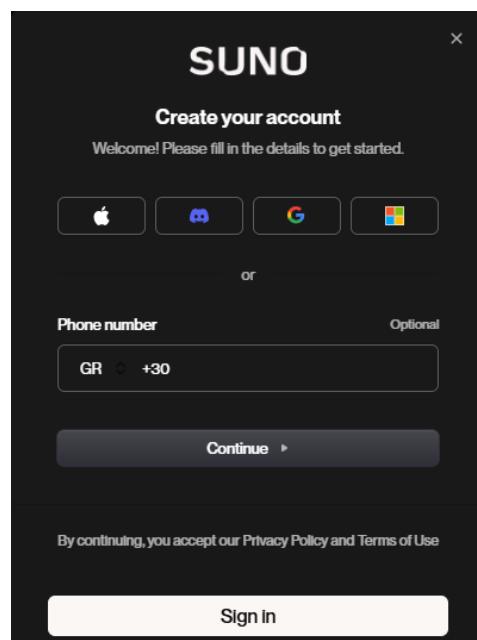 SUNO
Create your account
Welcome! Please fill in the details to get started.
or
Phone number Optional
GR +30
Continue
By continuing, you accept our Privacy Policy and Terms of Use
Sign in